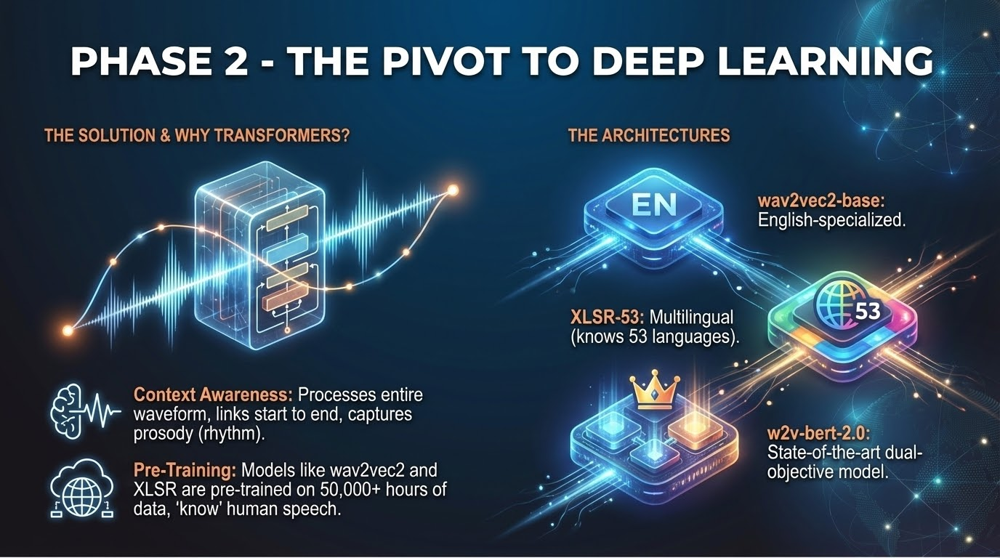 PHASE 2 - THE PIVOT TO DEEP LEARNING
THE SOLUTION & WHY TRANSFORMERS?
Context Awareness: Processes entire
waveform, links start to end, captures
prosody (rhythm).
Pre-Training: Models like wav2vec2 and
XLSR are pre-trained on 50,000+ hours of
data, ‘know’ human speech.
THE ARCHITECTURES
EN
wav2vec2-base:
English-specialized.
53
XLSR-53: Multilingual
(knows 53 languages).
w2v-bert-2.0:
State-of-the-art dual-
objective model.